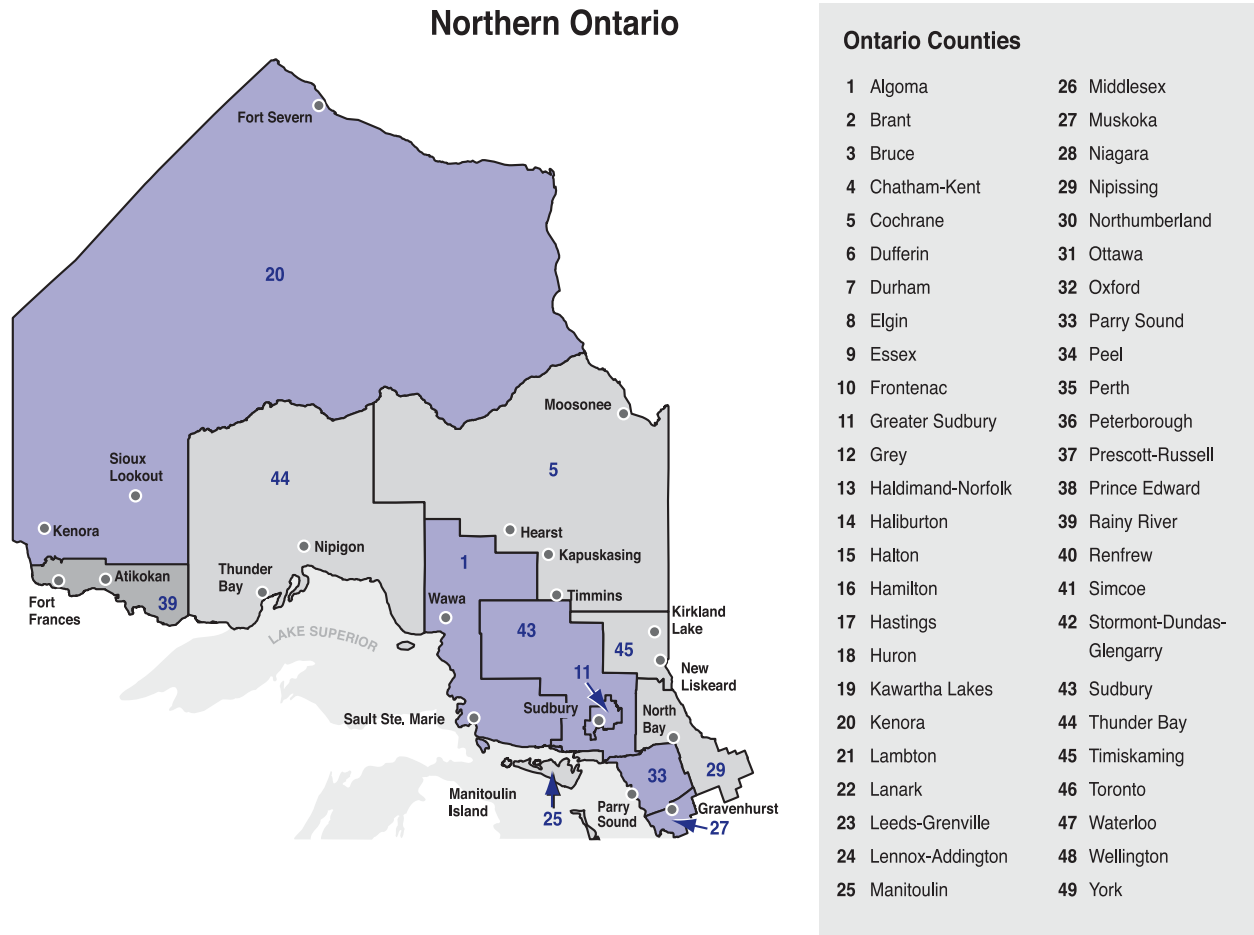 Northern Ontario
Fort Severn
20
Moosonee
Sioux
Lookout
44
5
Kenora
Hearst
Nipigon
Kapuskasing
1
Atikokan
Thunder
Bay
39
Timmins
Fort
Frances
Wawa
Kirkland
Lake
43
LAKE SUPERIOR
45
11
New
Liskeard
Sault Ste. Marie
Sudbury
North
Bay
33
29
Manitoulin
Island
25
Parry
Sound
Gravenhurst
27
Ontario Counties
1 Algoma
2 Brant
3 Bruce
4 Chatham-Kent
5 Cochrane
6 Dufferin
7 Durham
8 Elgin
9 Essex
10 Frontenac
11 Greater Sudbury
12 Grey
13 Haldimand-Norfolk
14 Haliburton
15 Halton
16 Hamilton
17 Hastings
18 Huron
19 Kawartha Lakes
20 Kenora
21 Lambton
22 Lanark
23 Leeds-Grenville
24 Lennox-Addington
25 Manitoulin
26 Middlesex
27 Muskoka
28 Niagara
29 Nipissing
30 Northumberland
31 Ottawa
32 Oxford
33 Parry Sound
34 Peel
35 Perth
36 Peterborough
37 Prescott-Russell
38 Prince Edward
39 Rainy River
40 Renfrew
41 Simcoe
42 Stormont-Dundas-
Glengarry
43 Sudbury
44 Thunder Bay
45 Timiskaming
46 Toronto
47 Waterloo
48 Wellington
49 York